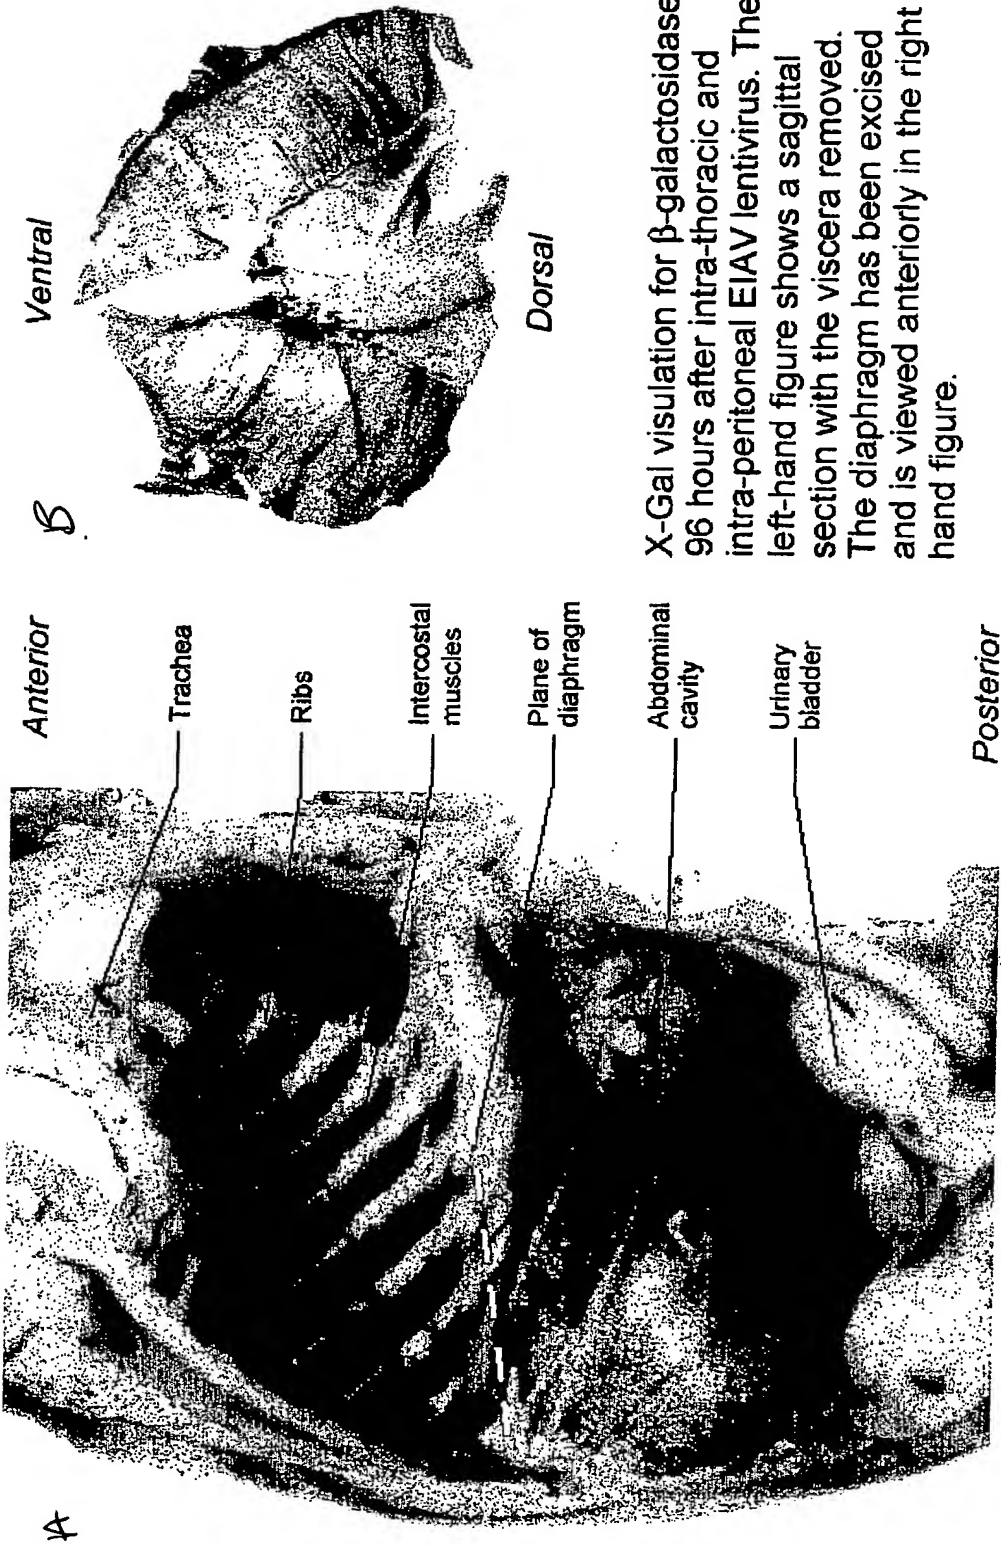 A
Anterior
Trachea
Ribs
Intercostal
muscles
Plane of
diaphragm
Abdominal
cavity
Urinary
bladder
Posterior
B
Ventral
Dorsal
X-Gal visulation for β-galactosidase
96 hours after intra-thoracic and
intra-peritoneal EIAV lentivirus. The
left-hand figure shows a sagittal
section with the viscera removed.
The diaphragm has been excised
and is viewed anteriorly in the right
hand figure.